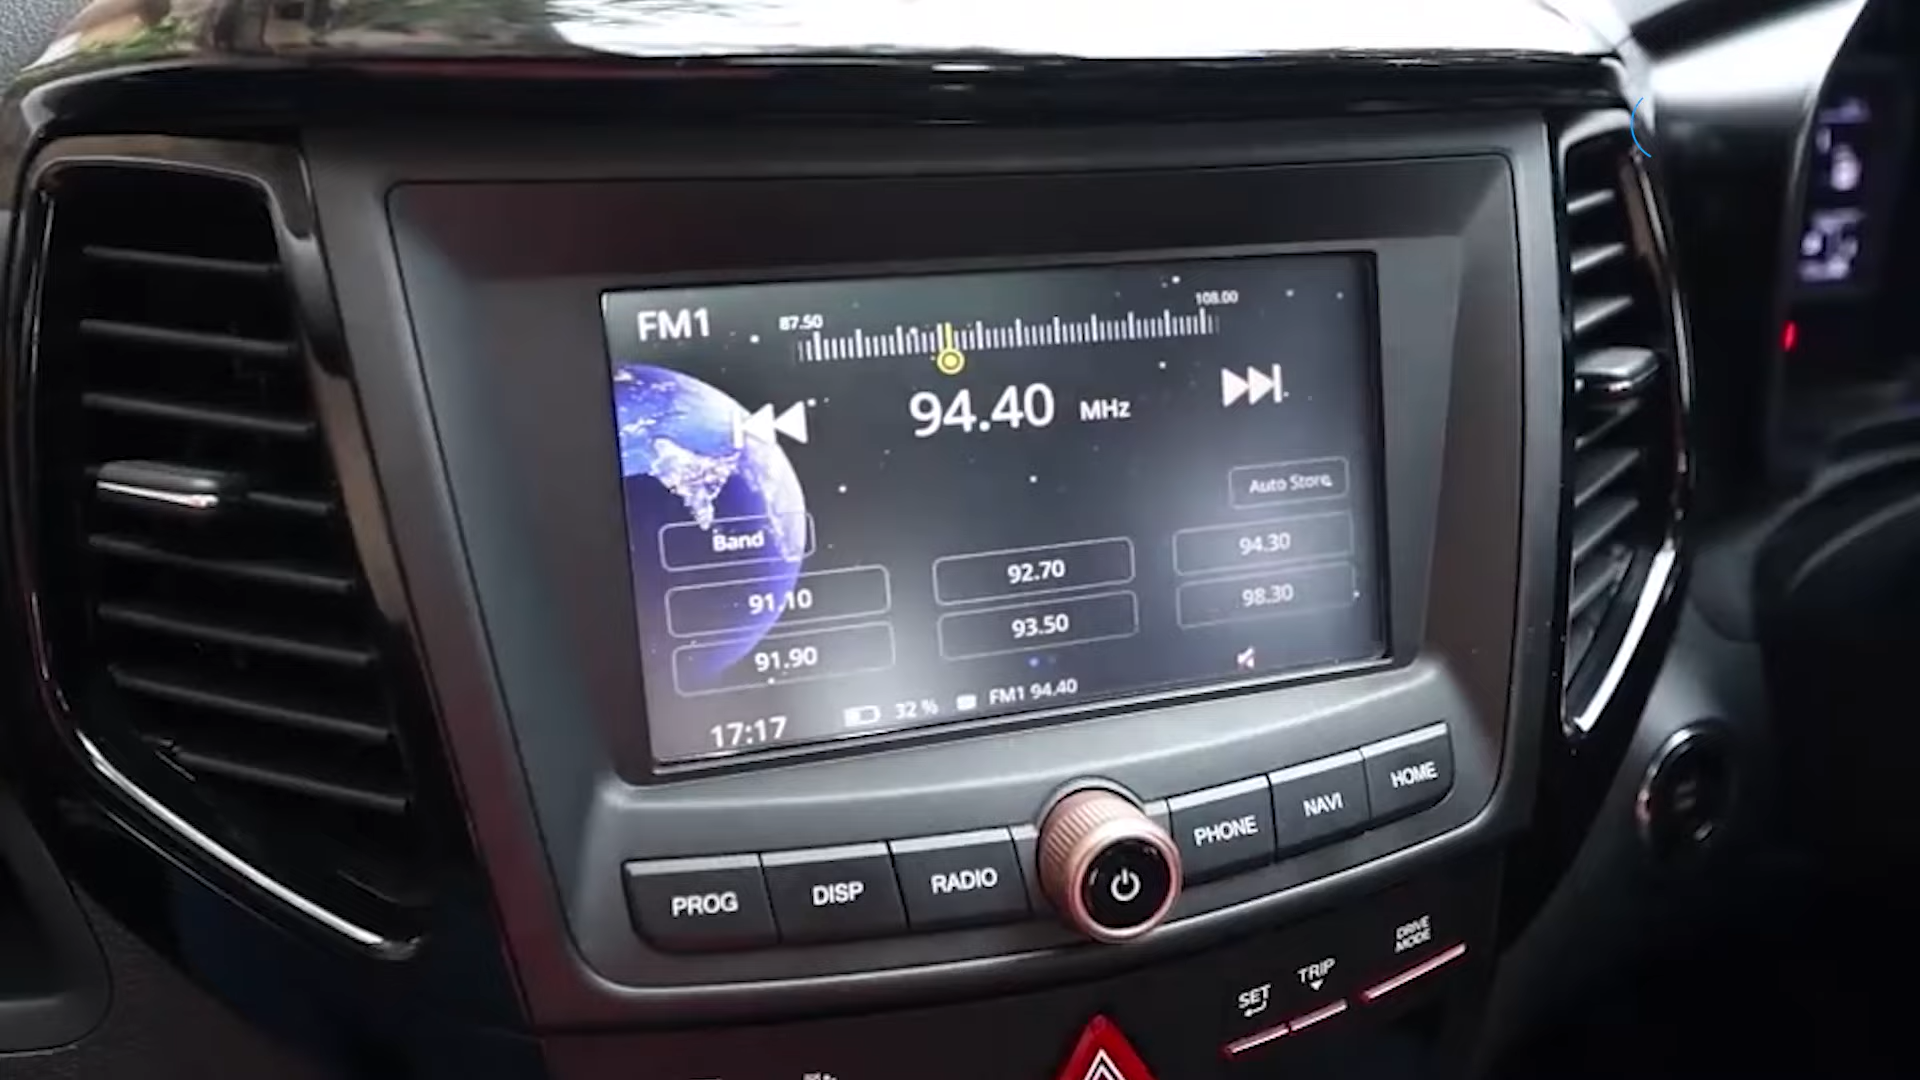 FM1
87.50
108.00
94.40 MHz
Auto Store
Band
91.10
92.70
94.30
91.90
93.50
98.30
17:17
32 %
FM1 94.40
PROG
DISP
RADIO
PHONE
NAVI
HOME
SET
TRIP
DRIVE
MODE